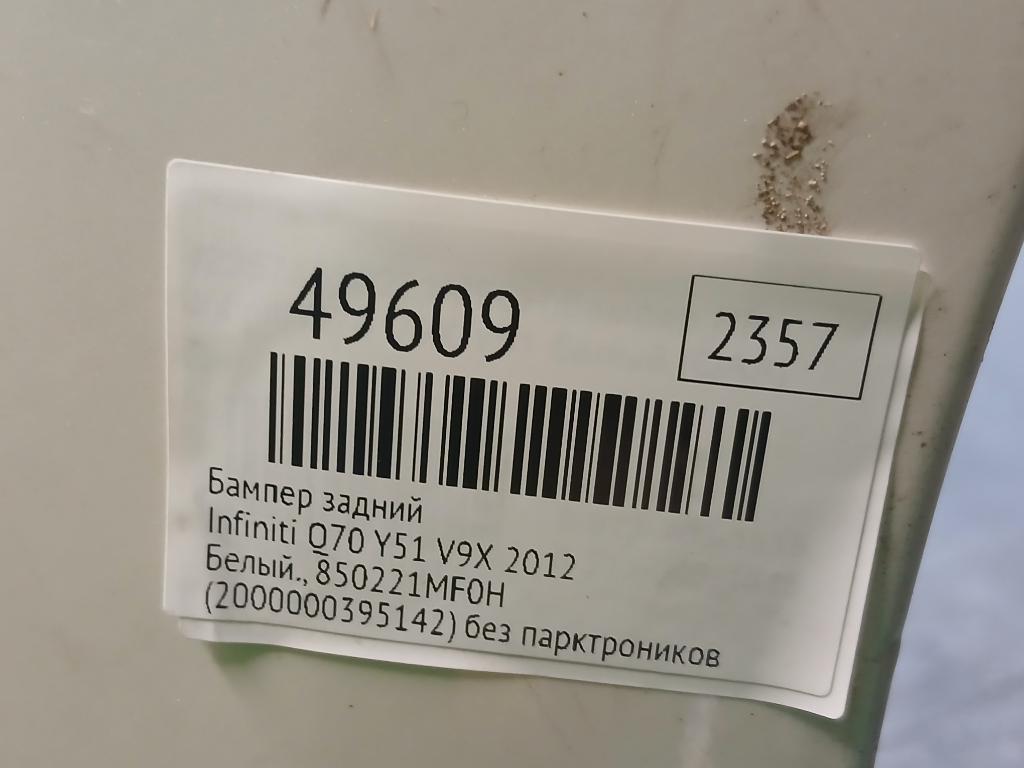 49609
2357
Бампер задний
Infiniti Q70 Y51 V9X 2012
Белый., 850221MF0H
(2000000395142) без парктроников